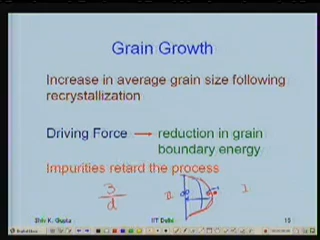 Grain Growth
Increase in average grain size following
recrystallization
Driving Force → reduction in grain
boundary energy
Impurities retard the process
3
d
IIT Delhi
15